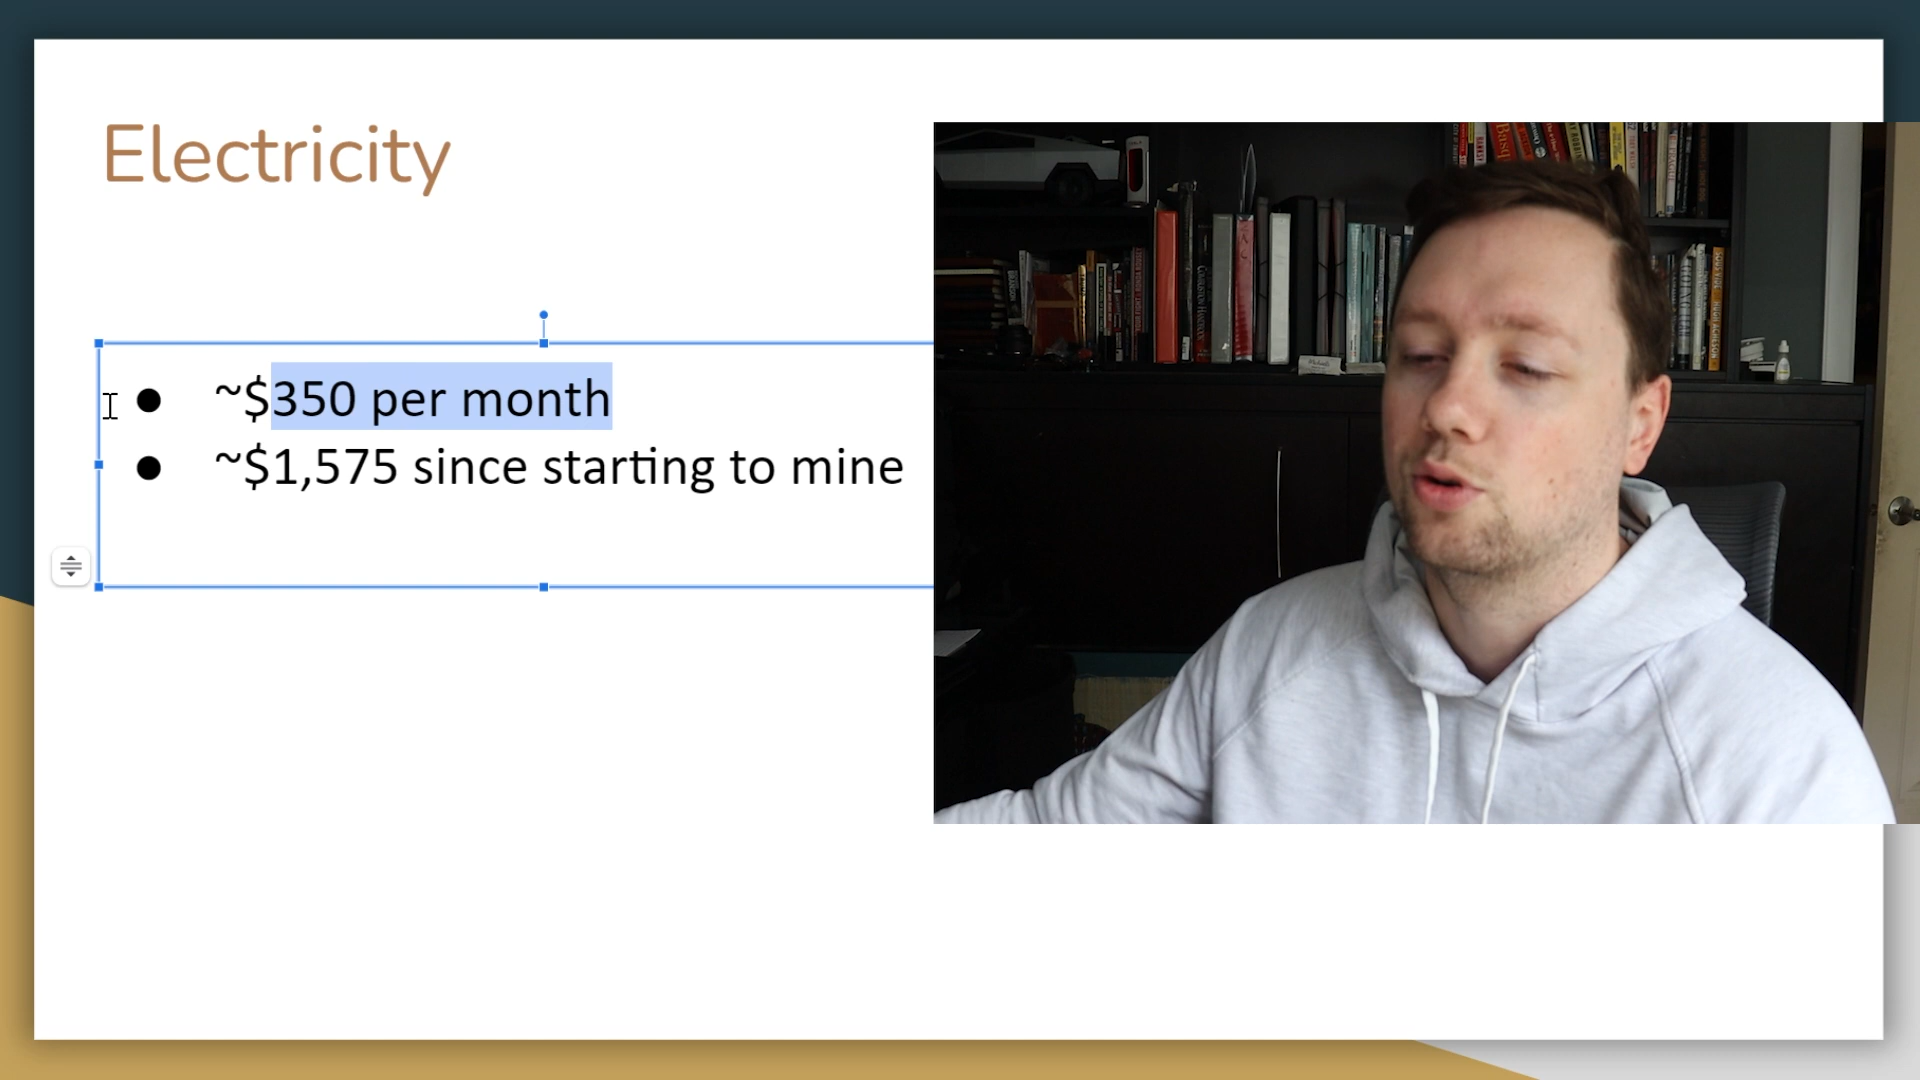 Electricity
~$350 per month
~$1,575 since starting to mine